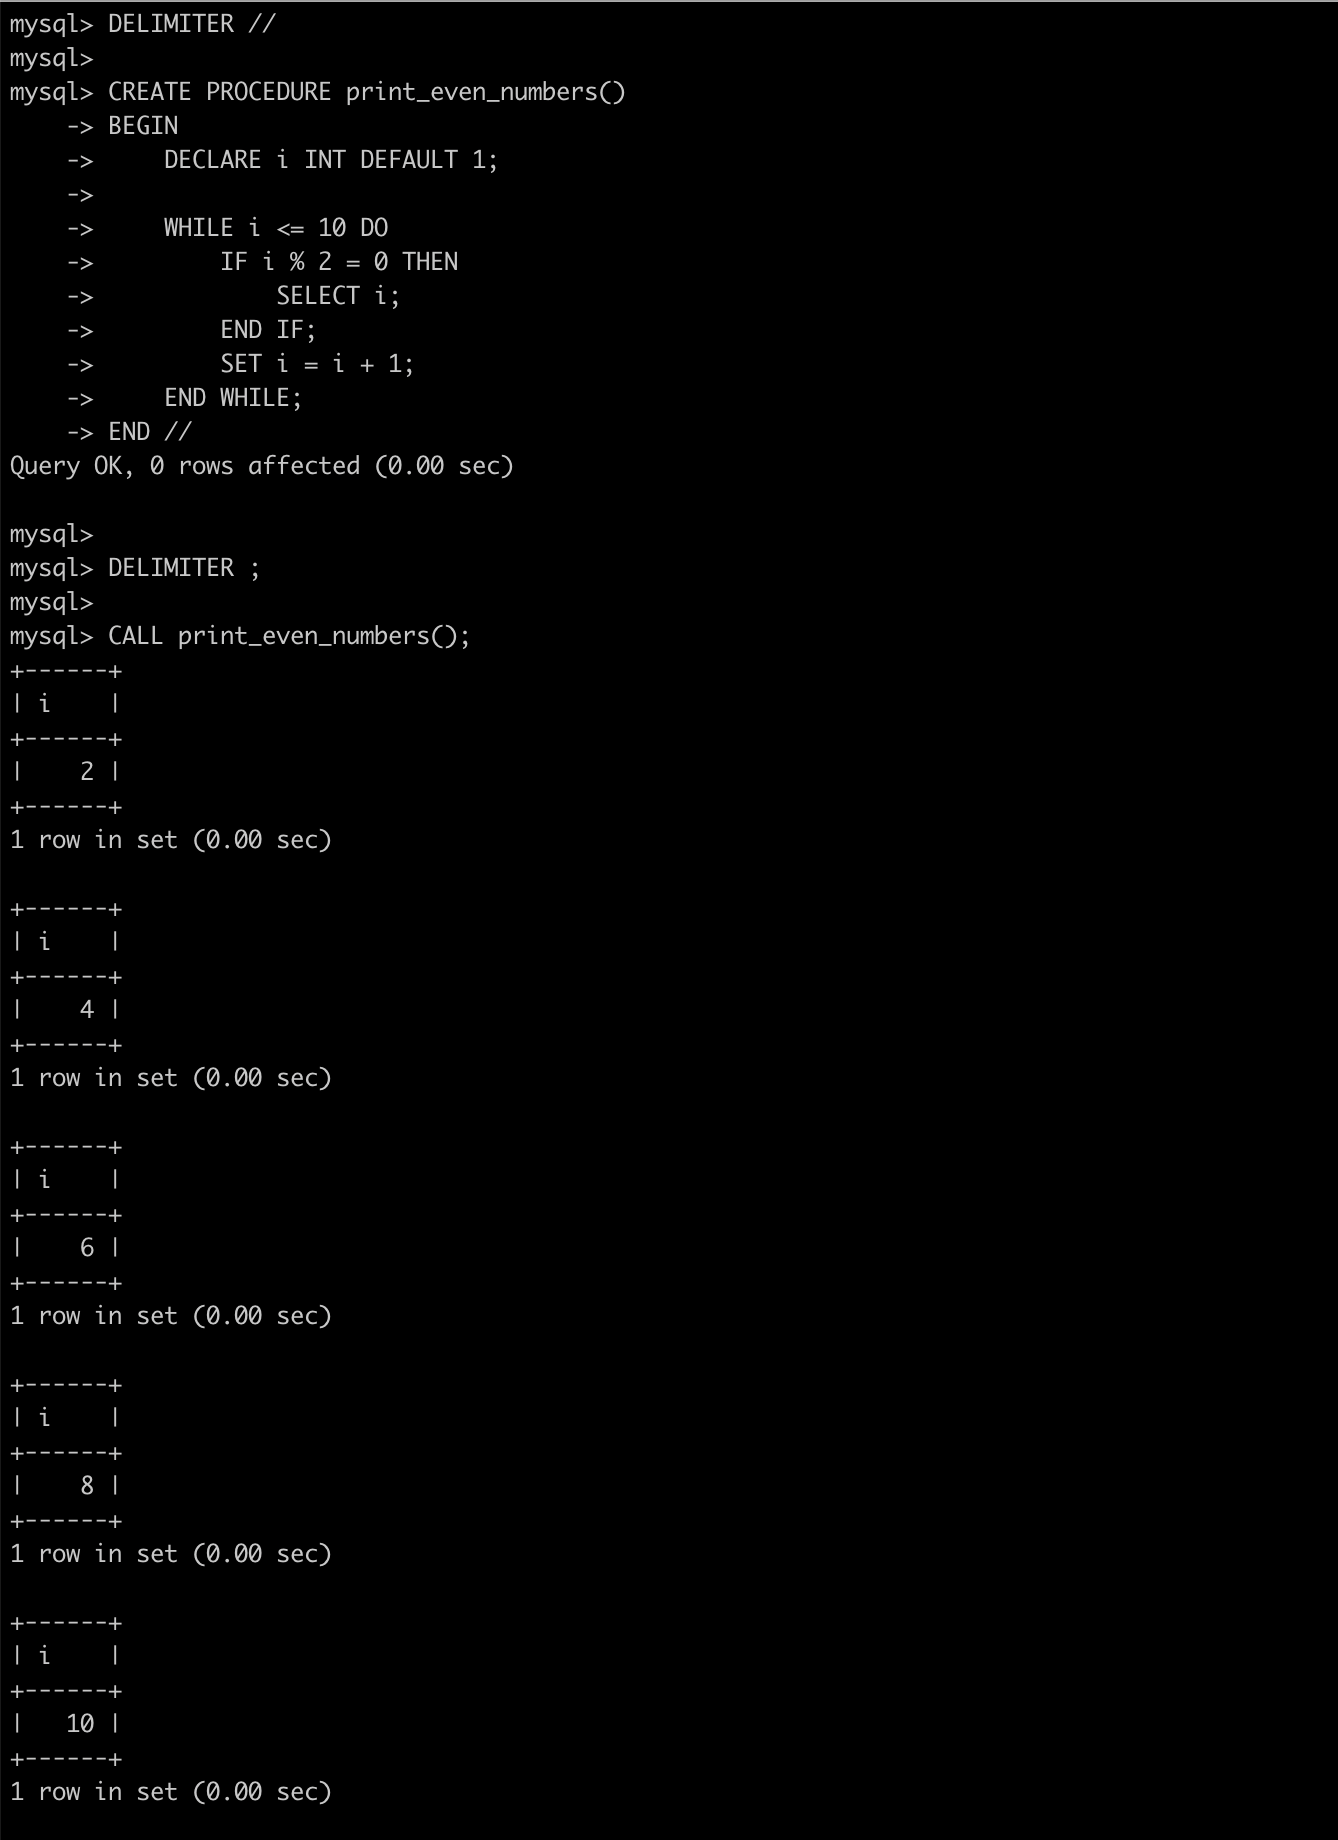 mysql> DELIMITER //
mysql>
mysql> CREATE PROCEDURE print_even_numbers()
    -> BEGIN
    ->     DECLARE i INT DEFAULT 1;
    ->
    ->     WHILE i <= 10 DO
    ->         IF i % 2 = 0 THEN
    ->             SELECT i;
    ->         END IF;
    ->         SET i = i + 1;
    ->     END WHILE;
    -> END //
Query OK, 0 rows affected (0.00 sec)

mysql>
mysql> DELIMITER ;
mysql>
mysql> CALL print_even_numbers();
+------+
| i    |
+------+
|    2 |
+------+
1 row in set (0.00 sec)

+------+
| i    |
+------+
|    4 |
+------+
1 row in set (0.00 sec)

+------+
| i    |
+------+
|    6 |
+------+
1 row in set (0.00 sec)

+------+
| i    |
+------+
|    8 |
+------+
1 row in set (0.00 sec)

+------+
| i    |
+------+
|   10 |
+------+
1 row in set (0.00 sec)